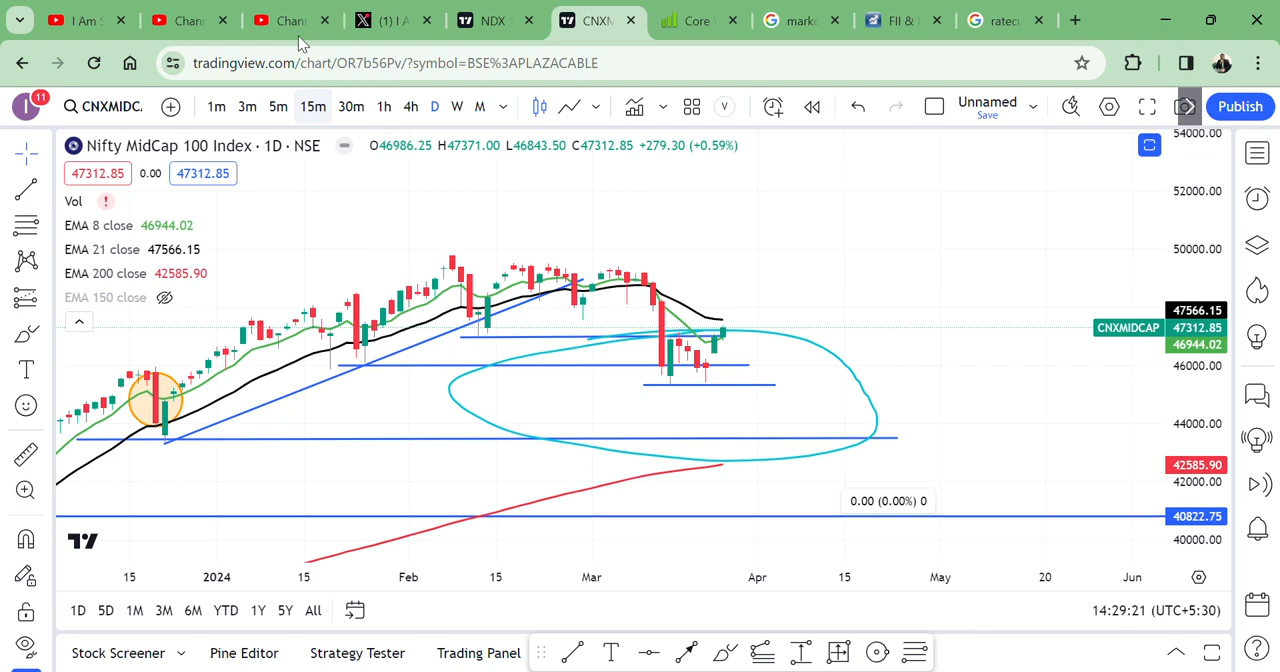 I Am S
Chann
Chann
(1) I A
NDX
CNXM
Core
marke
FII &
ratecu
tradingview.com/chart/OR7b56Pv/?symbol=BSE%3APLAZACABLE
I 11 CNXMIDC 1m 3m 5m 15m 30m 1h 4h D W M V Unnamed Save Publish
Nifty MidCap 100 Index · 1D · NSE O46986.25 H47371.00 L46843.50 C47312.85 +279.30 (+0.59%)
47312.85 0.00 47312.85
Vol !
EMA 8 close 46944.02
EMA 21 close 47566.15
EMA 200 close 42585.90
EMA 150 close
54000.00
52000.00
50000.00
47566.15
CNXMIDCAP 47312.85
46944.02
46000.00
44000.00
42585.90
42000.00
0.00 (0.00%) 0
40822.75
40000.00
15 2024 15 Feb 15 Mar Apr 15 May 20 Jun
1D 5D 1M 3M 6M YTD 1Y 5Y All 14:29:21 (UTC+5:30)
Stock Screener Pine Editor Strategy Tester Trading Panel